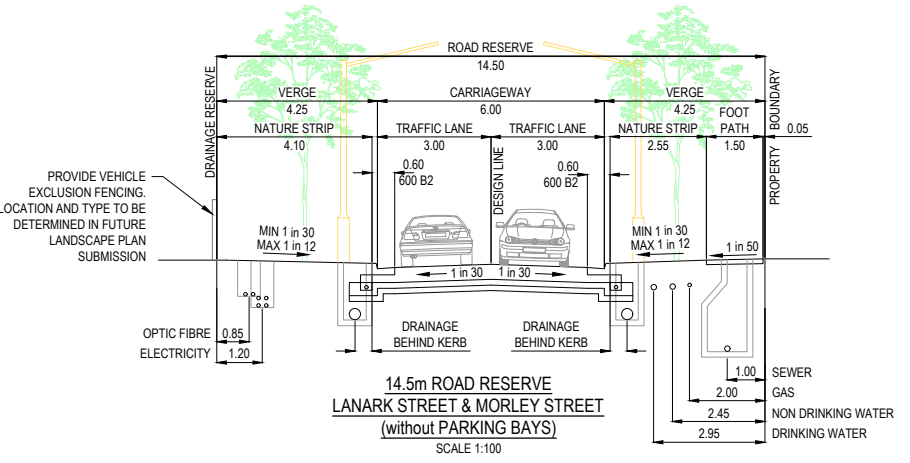 ROAD RESERVE
14.50
DRAINAGE RESERVE
VERGE
4.25
CARRIAGEWAY
6.00
VERGE
4.25
PROPERTY BOUNDARY
NATURE STRIP
4.10
TRAFFIC LANE
3.00
TRAFFIC LANE
3.00
NATURE STRIP
2.55
FOOT
PATH
1.50
0.05
0.60
600 B2
DESIGN LINE
0.60
600 B2
PROVIDE VEHICLE
EXCLUSION FENCING.
LOCATION AND TYPE TO BE
DETERMINED IN FUTURE
LANDSCAPE PLAN
SUBMISSION
MIN 1 in 30
MAX 1 in 12
MIN 1 in 30
MAX 1 in 12
1 in 50
1 in 30
1 in 30
OPTIC FIBRE
0.85
ELECTRICITY
1.20
DRAINAGE
BEHIND KERB
DRAINAGE
BEHIND KERB
1.00
SEWER
2.00
GAS
2.45
NON DRINKING WATER
2.95
DRINKING WATER
14.5m ROAD RESERVE
LANARK STREET & MORLEY STREET
(without PARKING BAYS)
SCALE 1:100